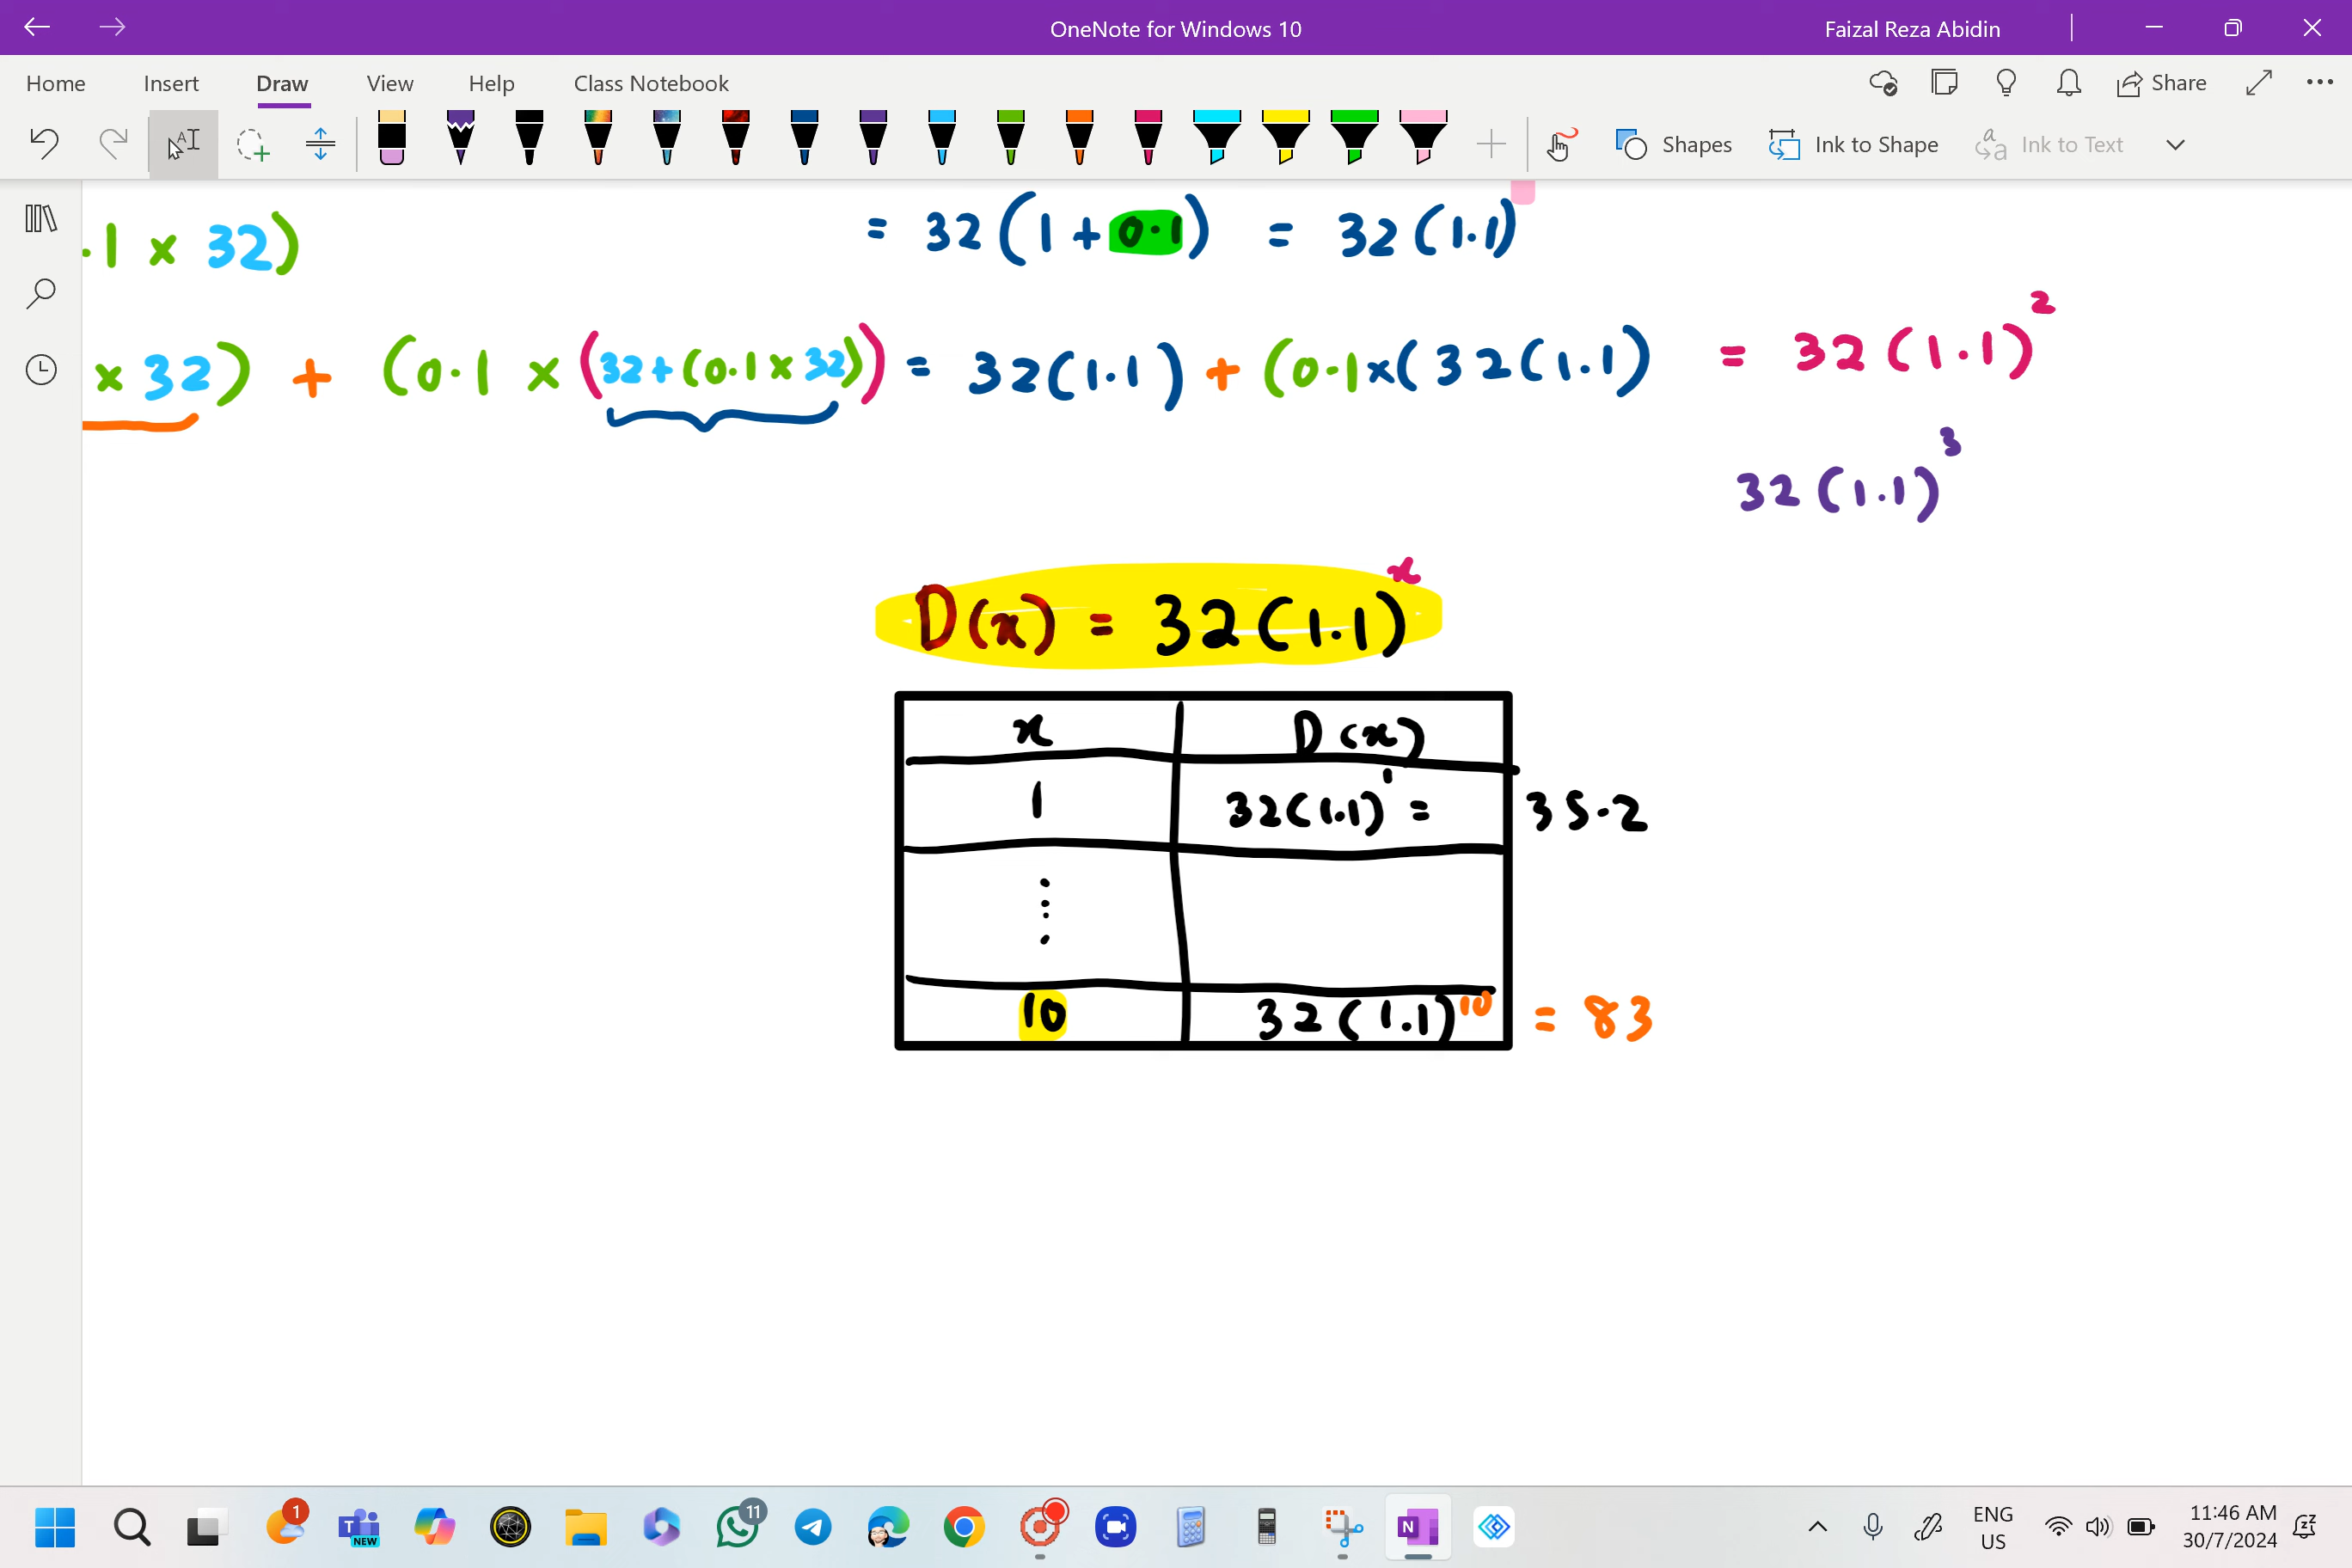 OneNote for Windows 10
Faizal Reza Abidin
Home Insert Draw View Help Class Notebook
Share
Shapes Ink to Shape Ink to Text
.1 x 32) = 32(1+0.1) = 32(1.1)
x 32) + (0.1 x (32+(0.1 x 32)) = 32(1.1) + (0.1x(32(1.1) = 32(1.1)²
32(1.1)³
D(x) = 32(1.1)ˣ
x D(x)
1 32(1.1)¹ = 35.2
⋮
10 32(1.1)¹⁰ = 83
1 NEW 11
ENG
US
11:46 AM
30/7/2024